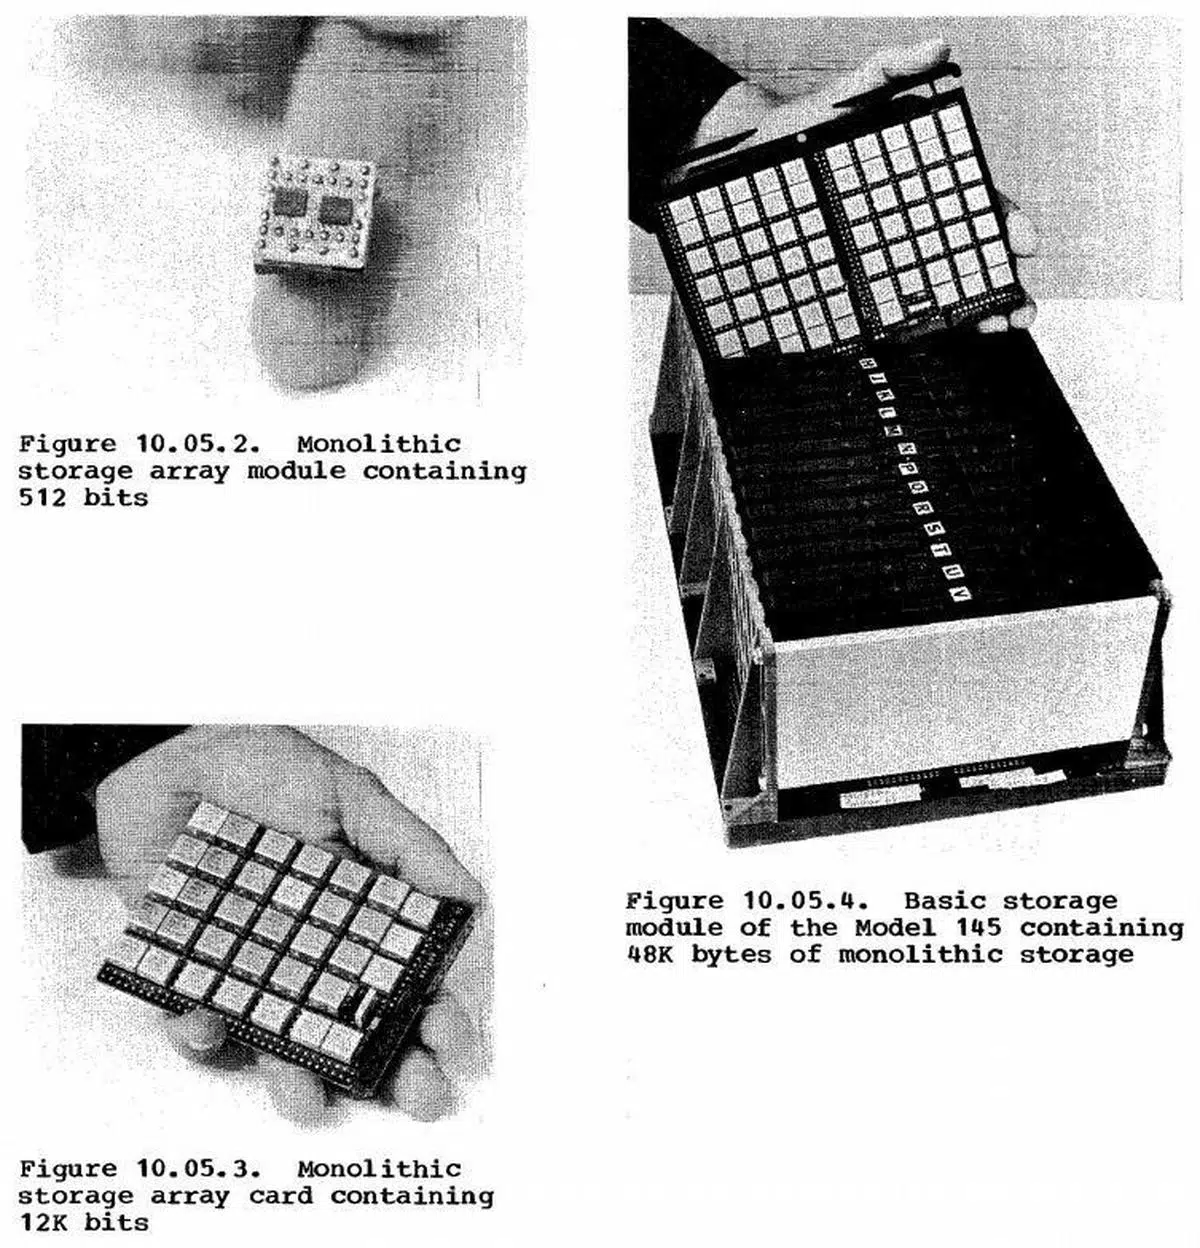 Figure 10.05.2. Monolithic
storage array module containing
512 bits
Figure 10.05.3. Monolithic
storage array card containing
12K bits
Figure 10.05.4. Basic storage
module of the Model 145 containing
48K bytes of monolithic storage